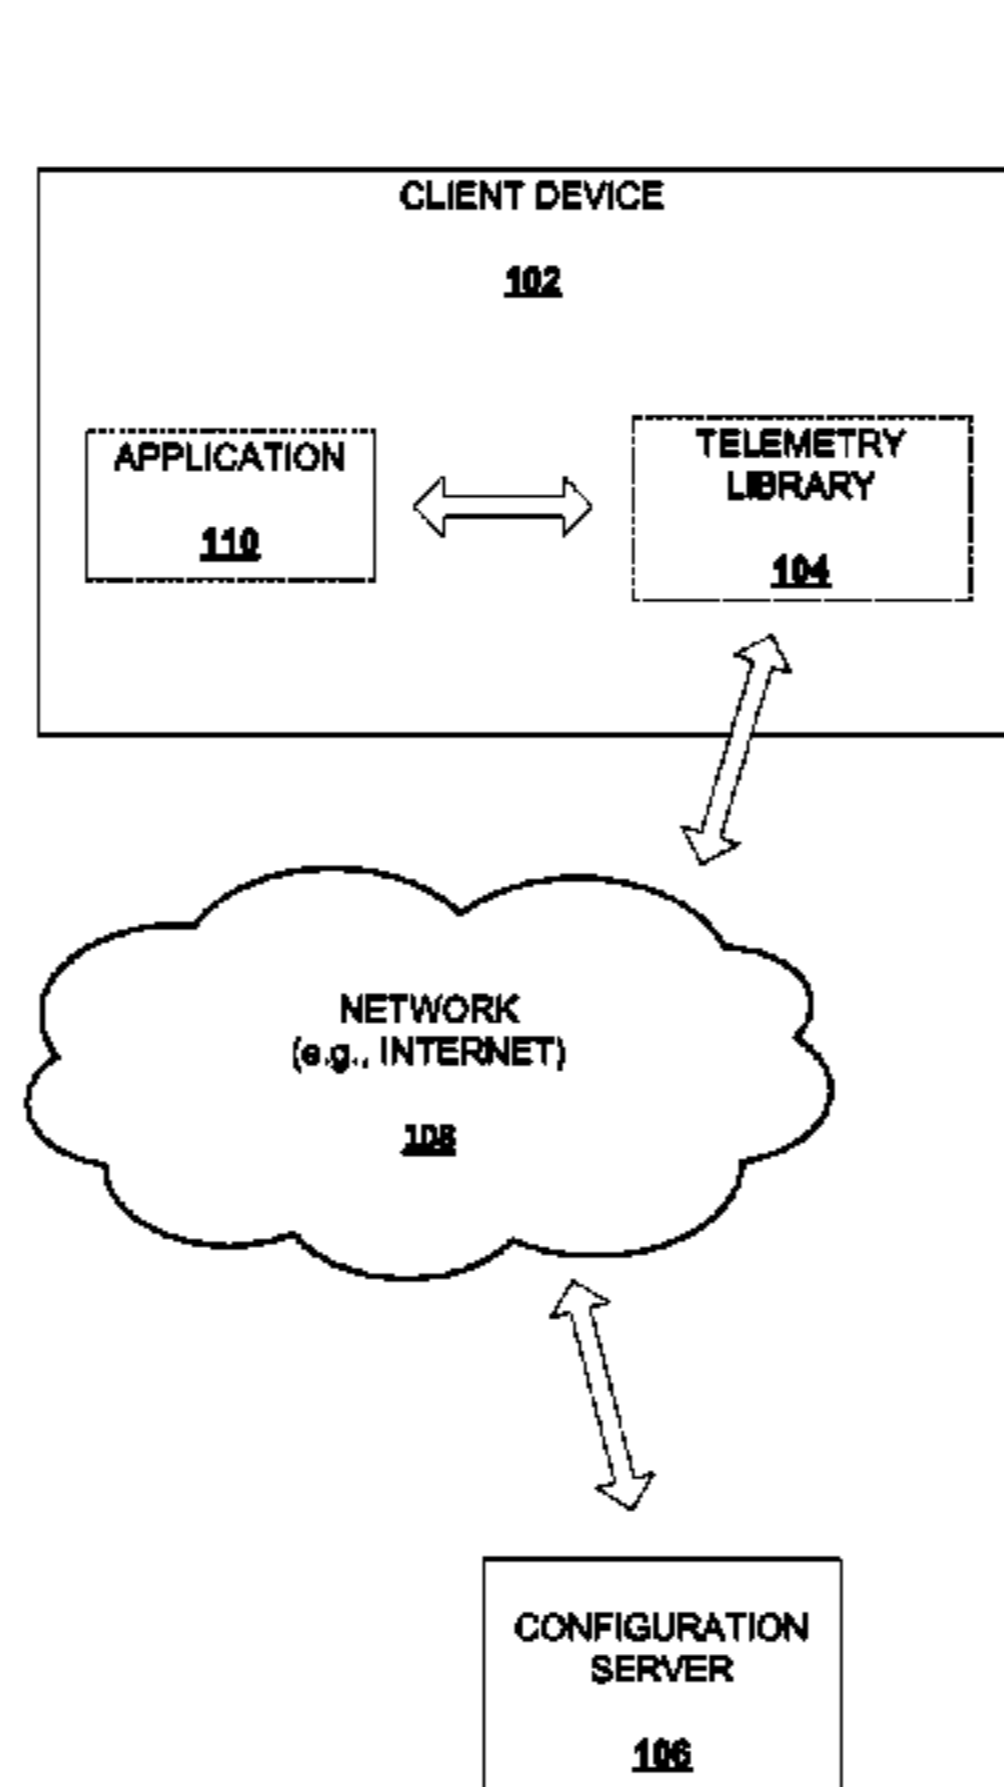 CLIENT DEVICE
102
APPLICATION
110
TELEMETRY
LIBRARY
104
NETWORK
(e.g., INTERNET)
108
CONFIGURATION
SERVER
106